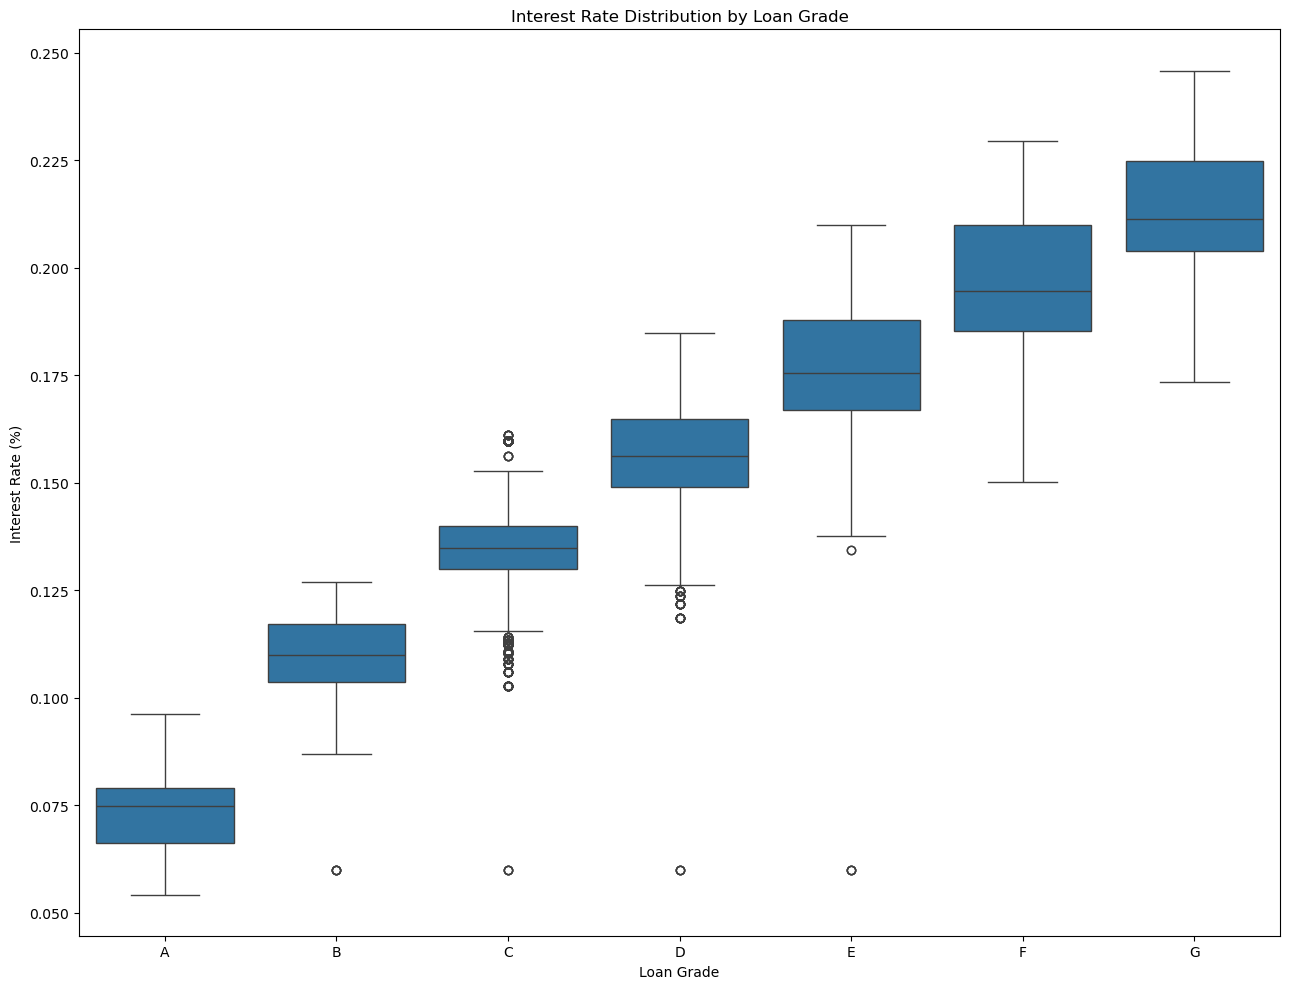 Interest Rate Distribution by Loan Grade
Interest Rate (%)
0.250
0.225
0.200
0.175
0.150
0.125
0.100
0.075
0.050
A B C D E F G
Loan Grade